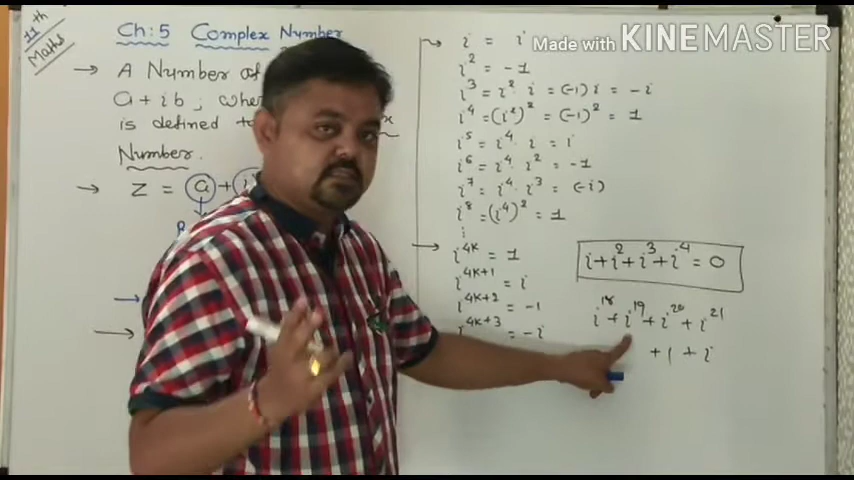 11th Maths
Ch:5 Complex Number
→ A Number of
a + ib ; whe
is defined to
Number.
→ Z = a + i
i = i
i² = -1
i³ = i² · i = (-1) i = -i
i⁴ = (i²)² = (-1)² = 1
i⁵ = i⁴ · i = i
i⁶ = i⁴ · i² = -1
i⁷ = i⁴ · i³ = (-i)
i⁸ = (i⁴)² = 1
⋮
→ i⁴ᴷ = 1
i⁴ᴷ⁺¹ = i
i⁴ᴷ⁺² = -1
i⁴ᴷ⁺³ = -i
i + i² + i³ + i⁴ = 0
i¹⁸ + i¹⁹ + i²⁰ + i²¹
+ 1 + i
Made with KINEMASTER